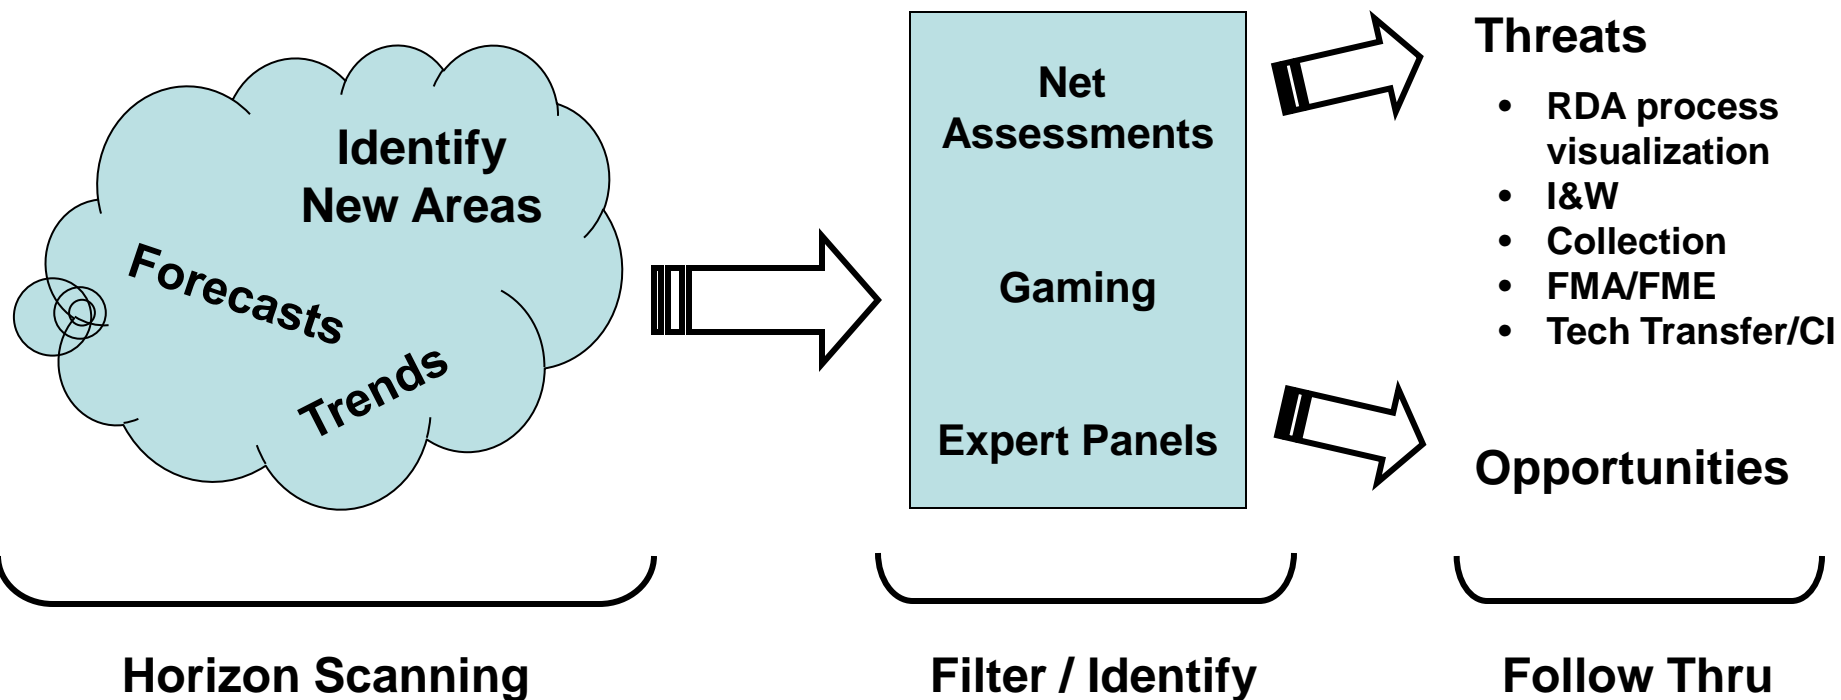 Identify
New Areas
Forecasts
Trends
Horizon Scanning
Net
Assessments
Gaming
Expert Panels
Filter / Identify
Threats
• RDA process
visualization
• I&W
• Collection
• FMA/FME
• Tech Transfer/CI
Opportunities
Follow Thru